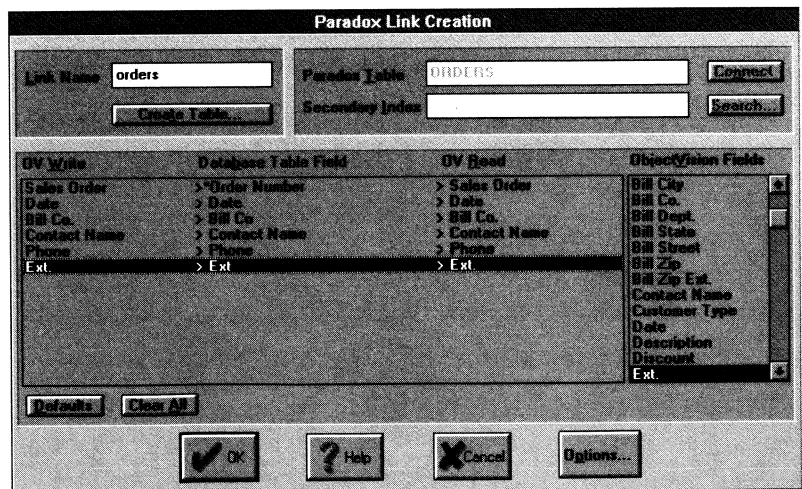 Paradox Link Creation
Link Name orders
Create Table...
Paradox Table ORDERS Connect
Secondary Index Search...
OV Write Database Table Field OV Read ObjectVision Fields
Sales Order >*Order Number > Sales Order
Date > Date > Date
Bill Co. > Bill Co > Bill Co.
Contact Name > Contact Name > Contact Name
Phone > Phone > Phone
Ext. > Ext > Ext.
Bill City
Bill Co.
Bill Dept.
Bill State
Bill Street
Bill Zip
Bill Zip Ext.
Contact Name
Customer Type
Date
Description
Discount
Ext.
Defaults Clear All
OK ? Help Cancel Options...